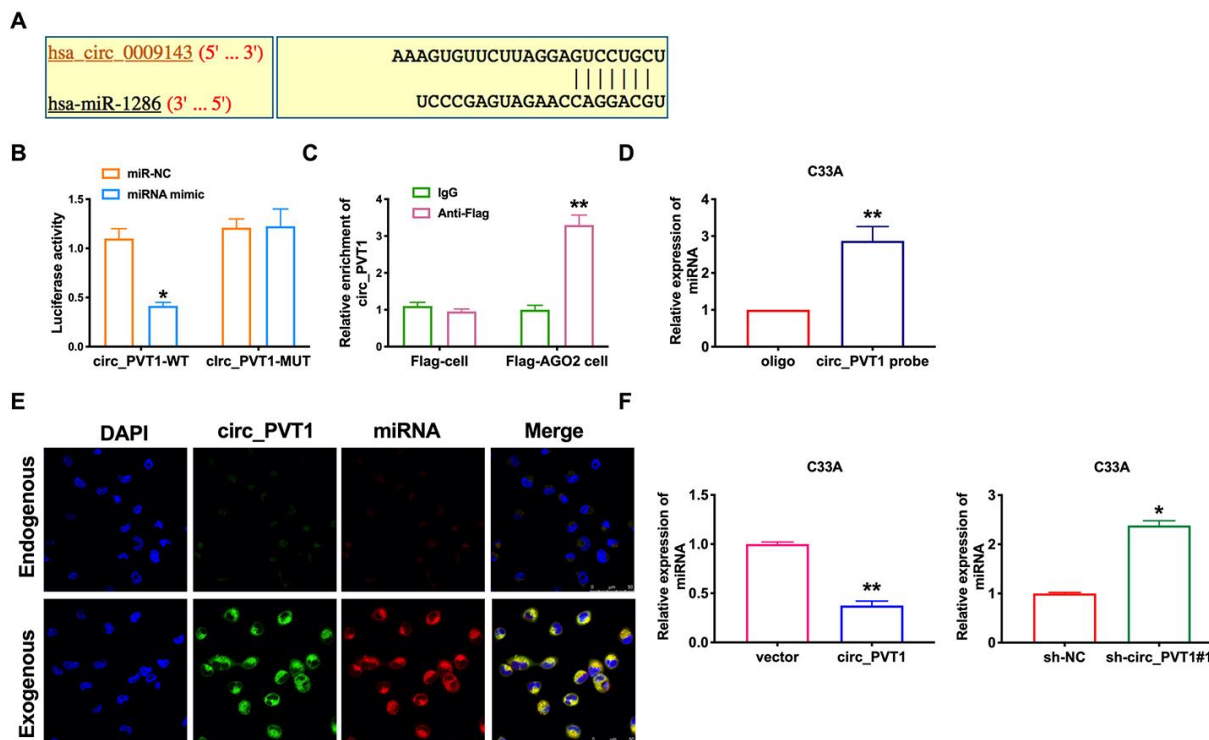 A
hsa_circ_0009143 (5' ... 3')
AAAGUGUUCUUAGGAGUCCUGCU
hsa-miR-1286 (3' ... 5')
UCCCGAGUAGAACCAGGACGU
B
miR-NC
miRNA mimic
Luciferase activity
1.5
1.0
0.5
0.0
*
circ_PVT1-WT
circ_PVT1-MUT
C
IgG
Anti-Flag
Relative enrichment of
circ_PVT1
4
3
2
1
0
**
Flag-cell
Flag-AGO2 cell
D
C33A
Relative expression of
miRNA
4
3
2
1
0
**
oligo
circ_PVT1 probe
E
DAPI
circ_PVT1
miRNA
Merge
Endogenous
0 um 50
Exogenous
F
C33A
Relative expression of
miRNA
1.5
1.0
0.5
0.0
**
vector
circ_PVT1
C33A
Relative expression of
miRNA
3
2
1
0
*
sh-NC
sh-circ_PVT1#1